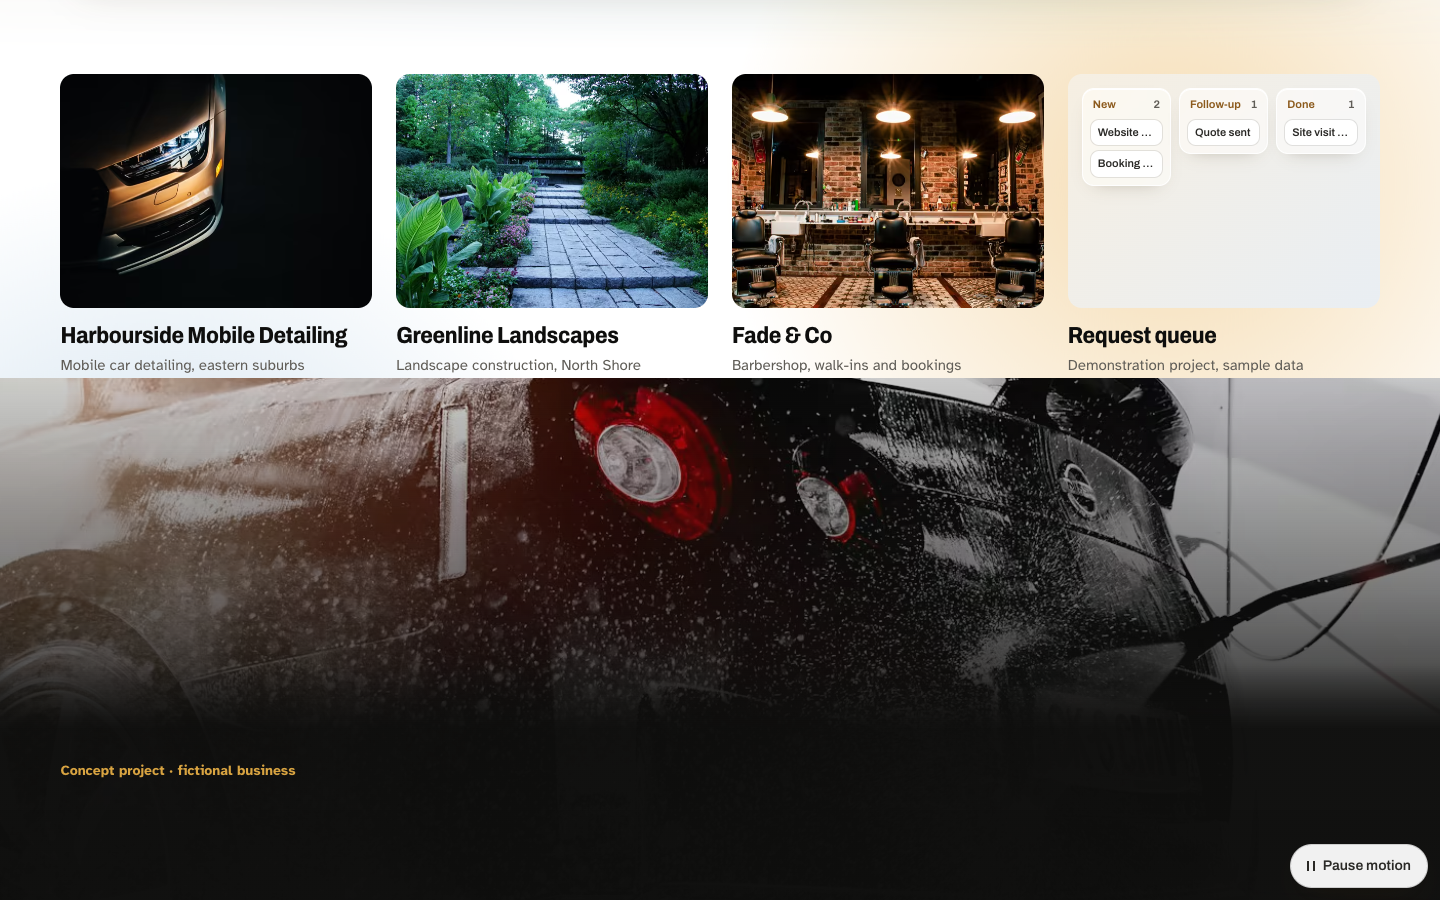 New 2
Website ...
Booking ...
Follow-up 1
Quote sent
Done 1
Site visit ...
Harbourside Mobile Detailing
Mobile car detailing, eastern suburbs
Greenline Landscapes
Landscape construction, North Shore
Fade & Co
Barbershop, walk-ins and bookings
Request queue
Demonstration project, sample data
Concept project · fictional business
Pause motion